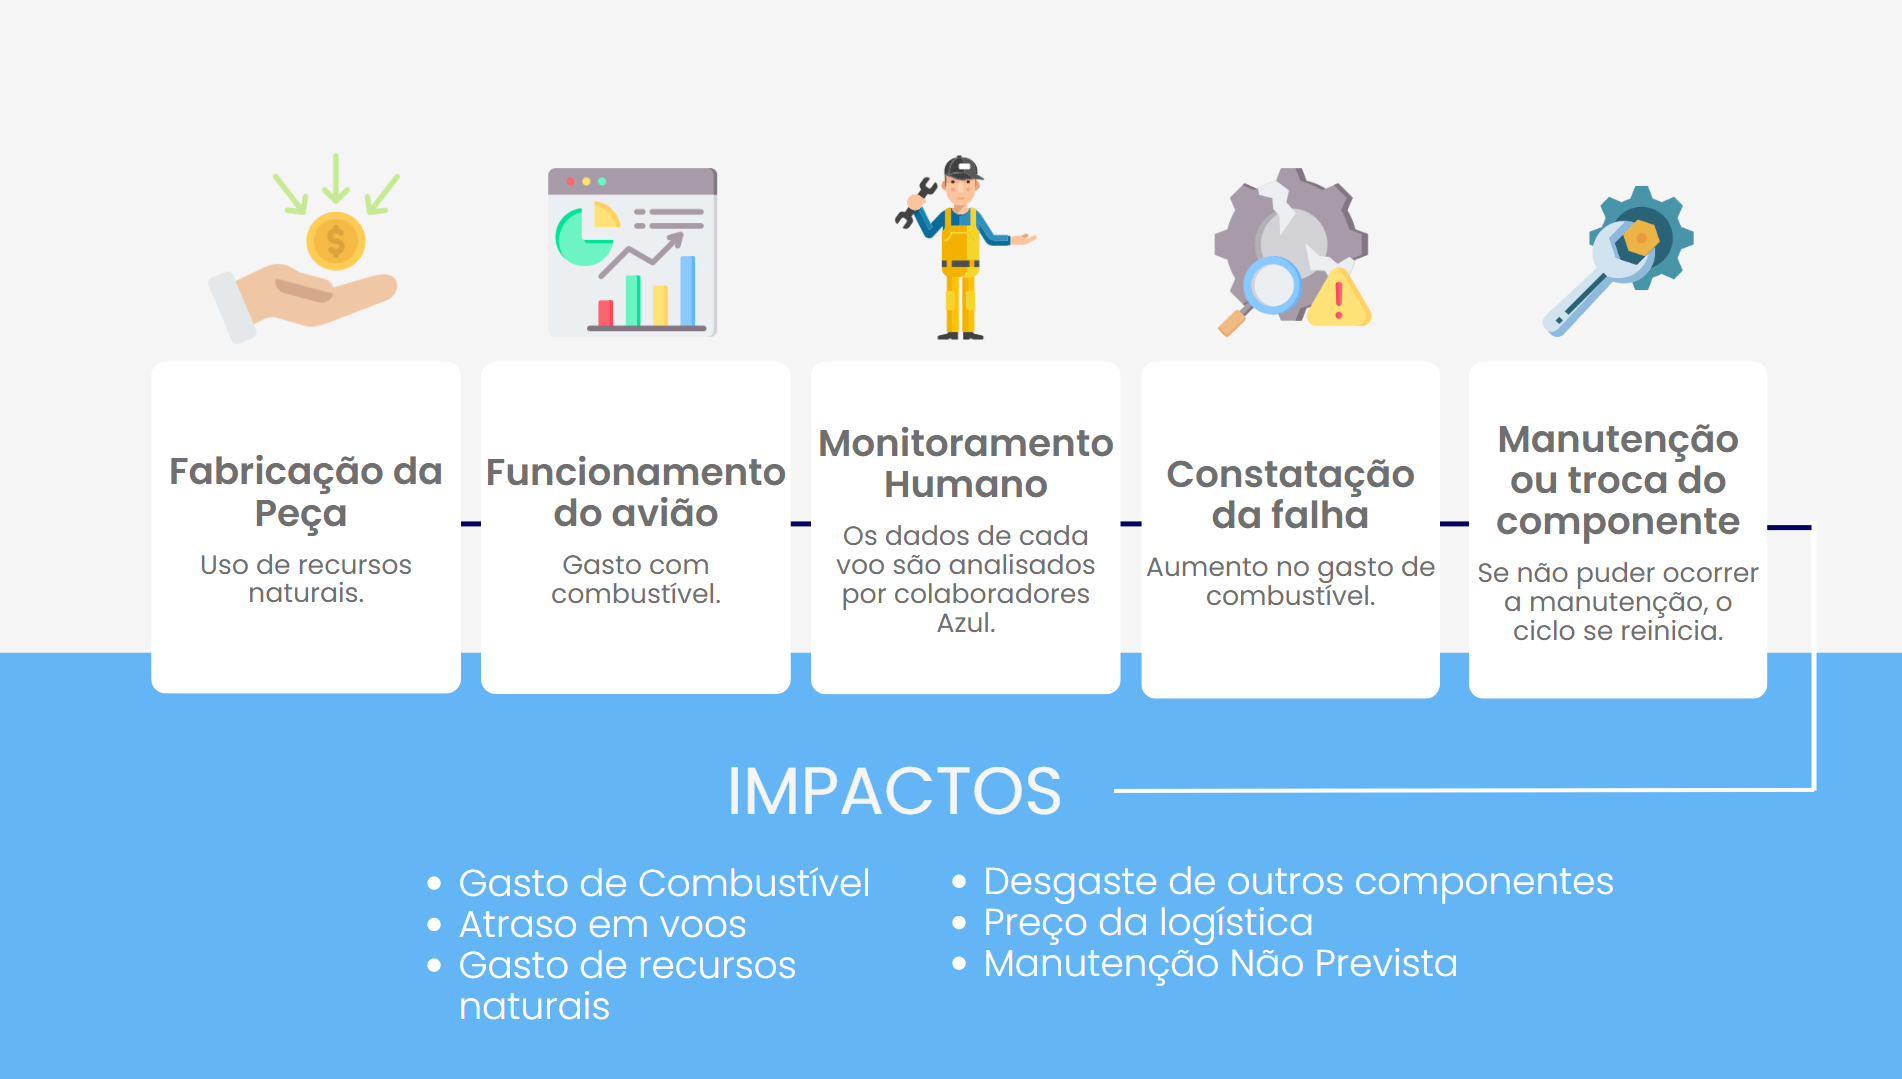 Fabricação da
Peça
Uso de recursos
naturais.
Funcionamento
do avião
Gasto com
combustível.
Monitoramento
Humano
Os dados de cada
voo são analisados
por colaboradores
Azul.
Constatação
da falha
Aumento no gasto de
combustível.
Manutenção
ou troca do
componente
Se não puder ocorrer
a manutenção, o
ciclo se reinicia.
IMPACTOS
• Gasto de Combustível
• Atraso em voos
• Gasto de recursos
naturais
• Desgaste de outros componentes
• Preço da logística
• Manutenção Não Prevista